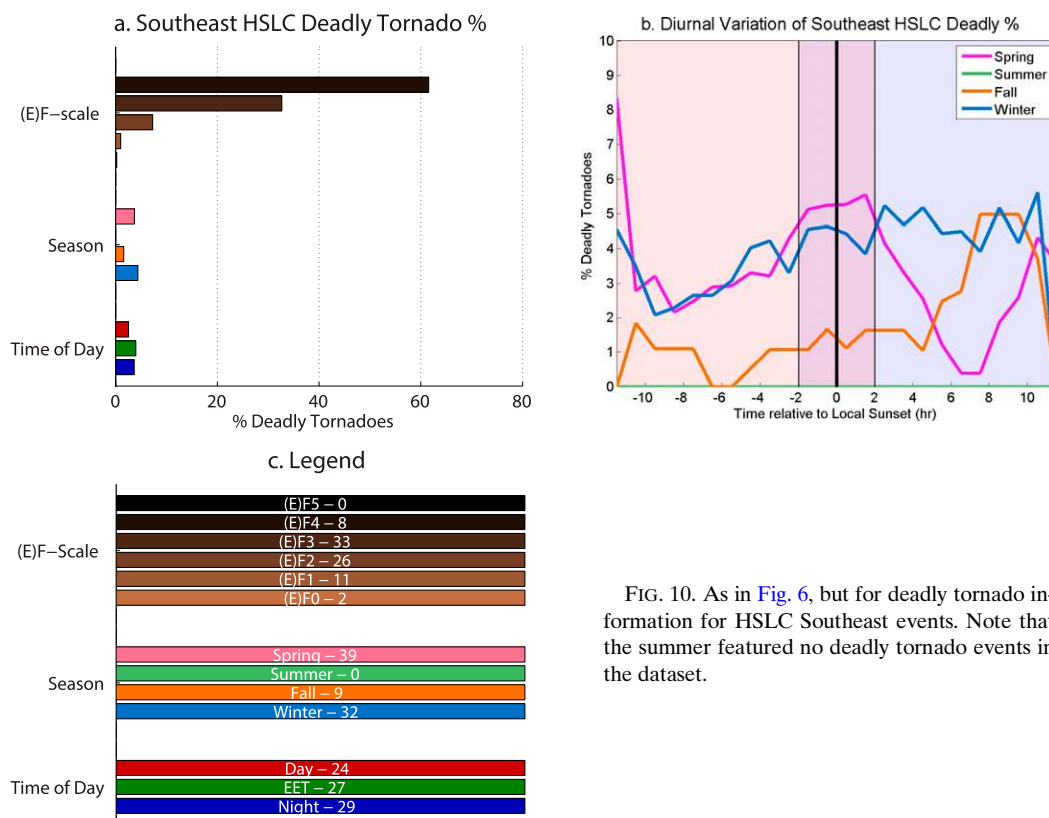 a. Southeast HSLC Deadly Tornado %
(E)F−scale
Season
Time of Day
0 20 40 60 80
% Deadly Tornadoes
b. Diurnal Variation of Southeast HSLC Deadly %
10
9
8
7
6
5
4
3
2
1
0
% Deadly Tornadoes
Spring
Summer
Fall
Winter
-10 -8 -6 -4 -2 0 2 4 6 8 10
Time relative to Local Sunset (hr)
c. Legend
(E)F−Scale
(E)F5 − 0
(E)F4 − 8
(E)F3 − 33
(E)F2 − 26
(E)F1 − 11
(E)F0 − 2
Season
Spring − 39
Summer − 0
Fall − 9
Winter − 32
Time of Day
Day − 24
EET − 27
Night − 29
FIG. 10. As in Fig. 6, but for deadly tornado in-
formation for HSLC Southeast events. Note that
the summer featured no deadly tornado events in
the dataset.